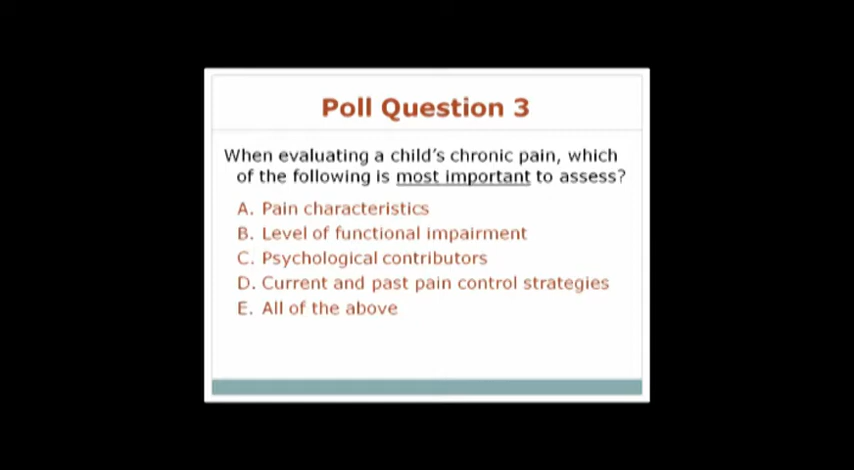 Poll Question 3
When evaluating a child's chronic pain, which
of the following is most important to assess?
A. Pain characteristics
B. Level of functional impairment
C. Psychological contributors
D. Current and past pain control strategies
E. All of the above